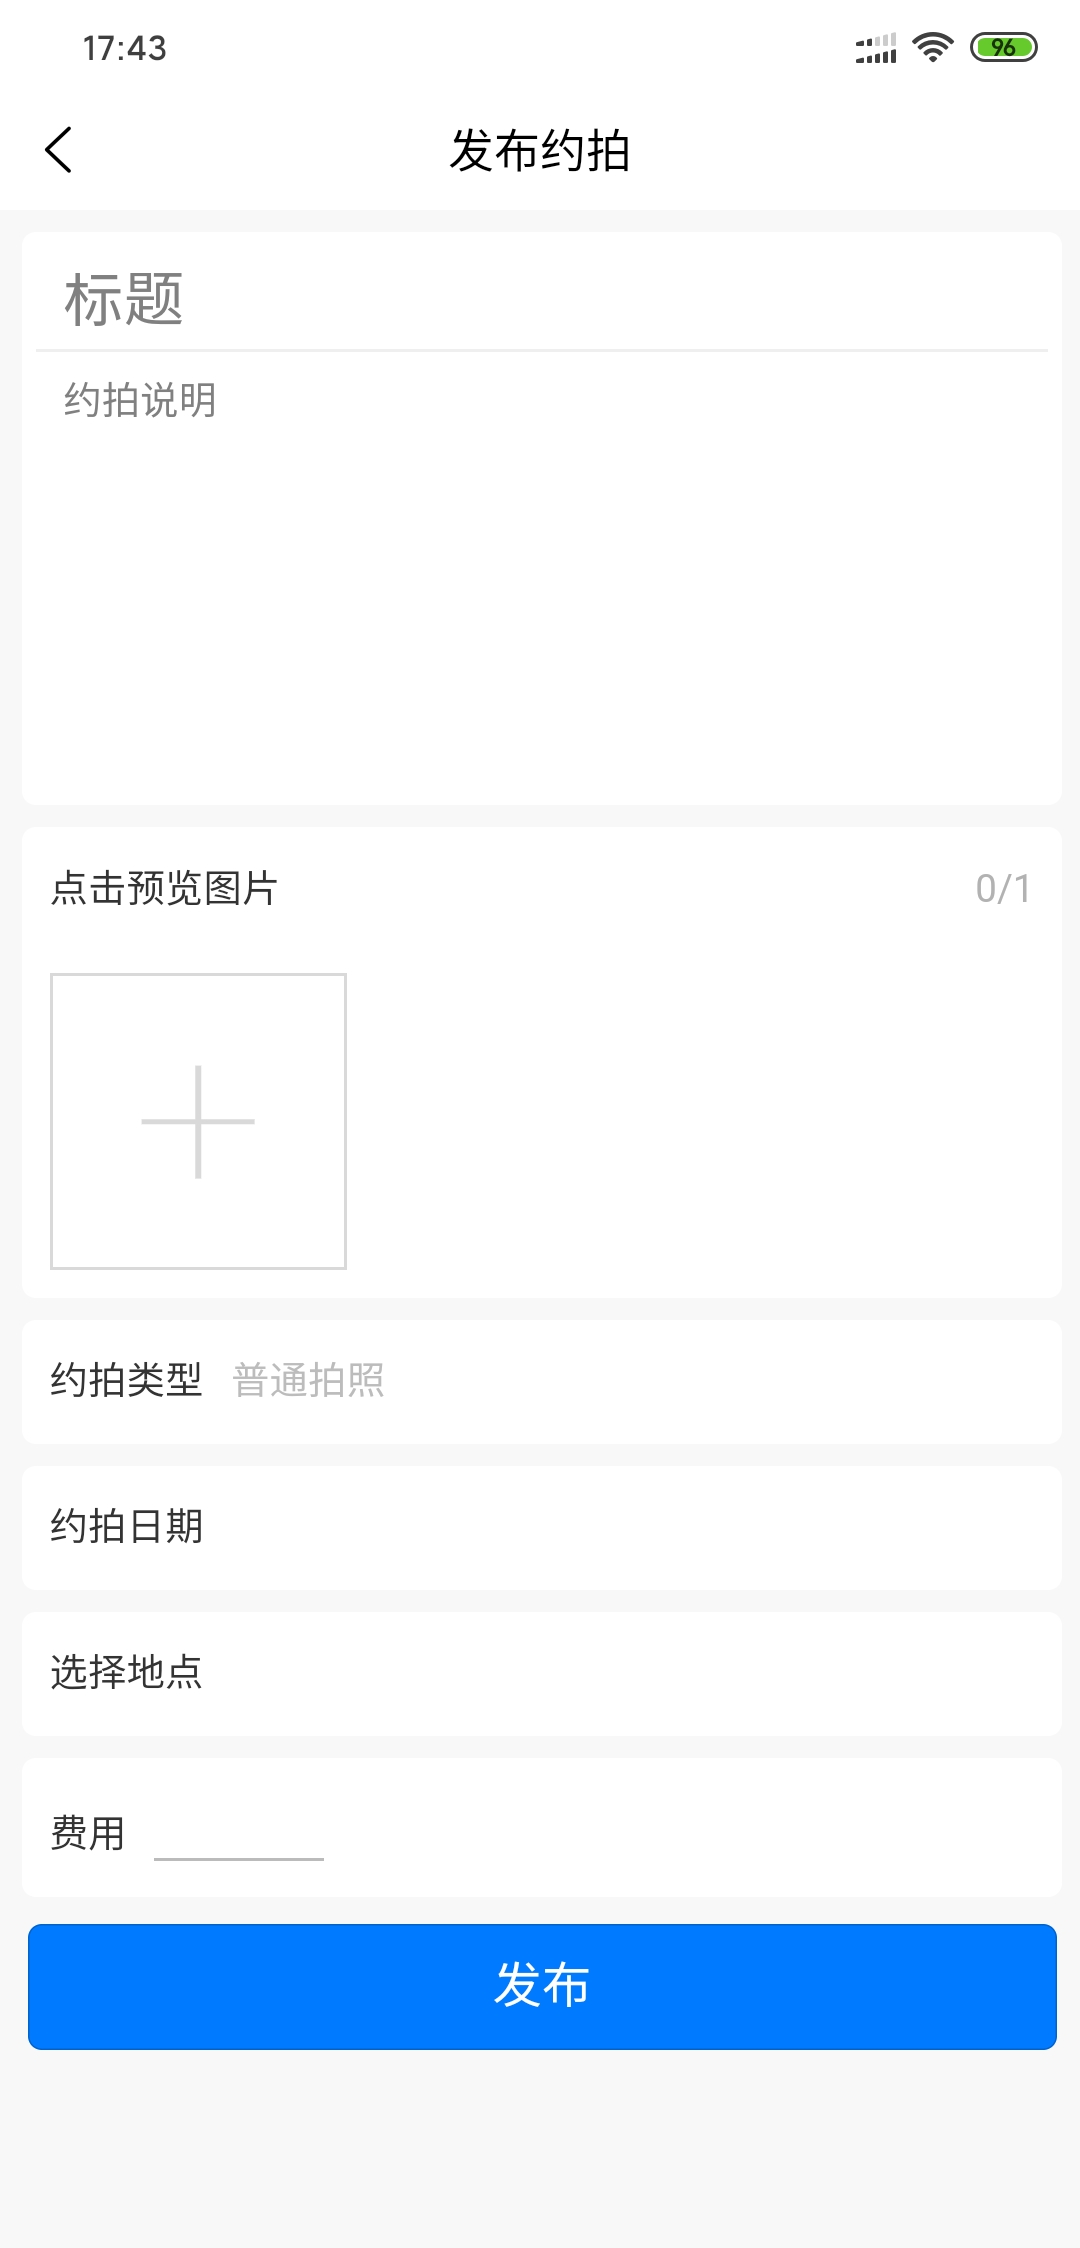 17:43
96
发布约拍
标题
约拍说明
点击预览图片 0/1
约拍类型 普通拍照
约拍日期
选择地点
费用
发布